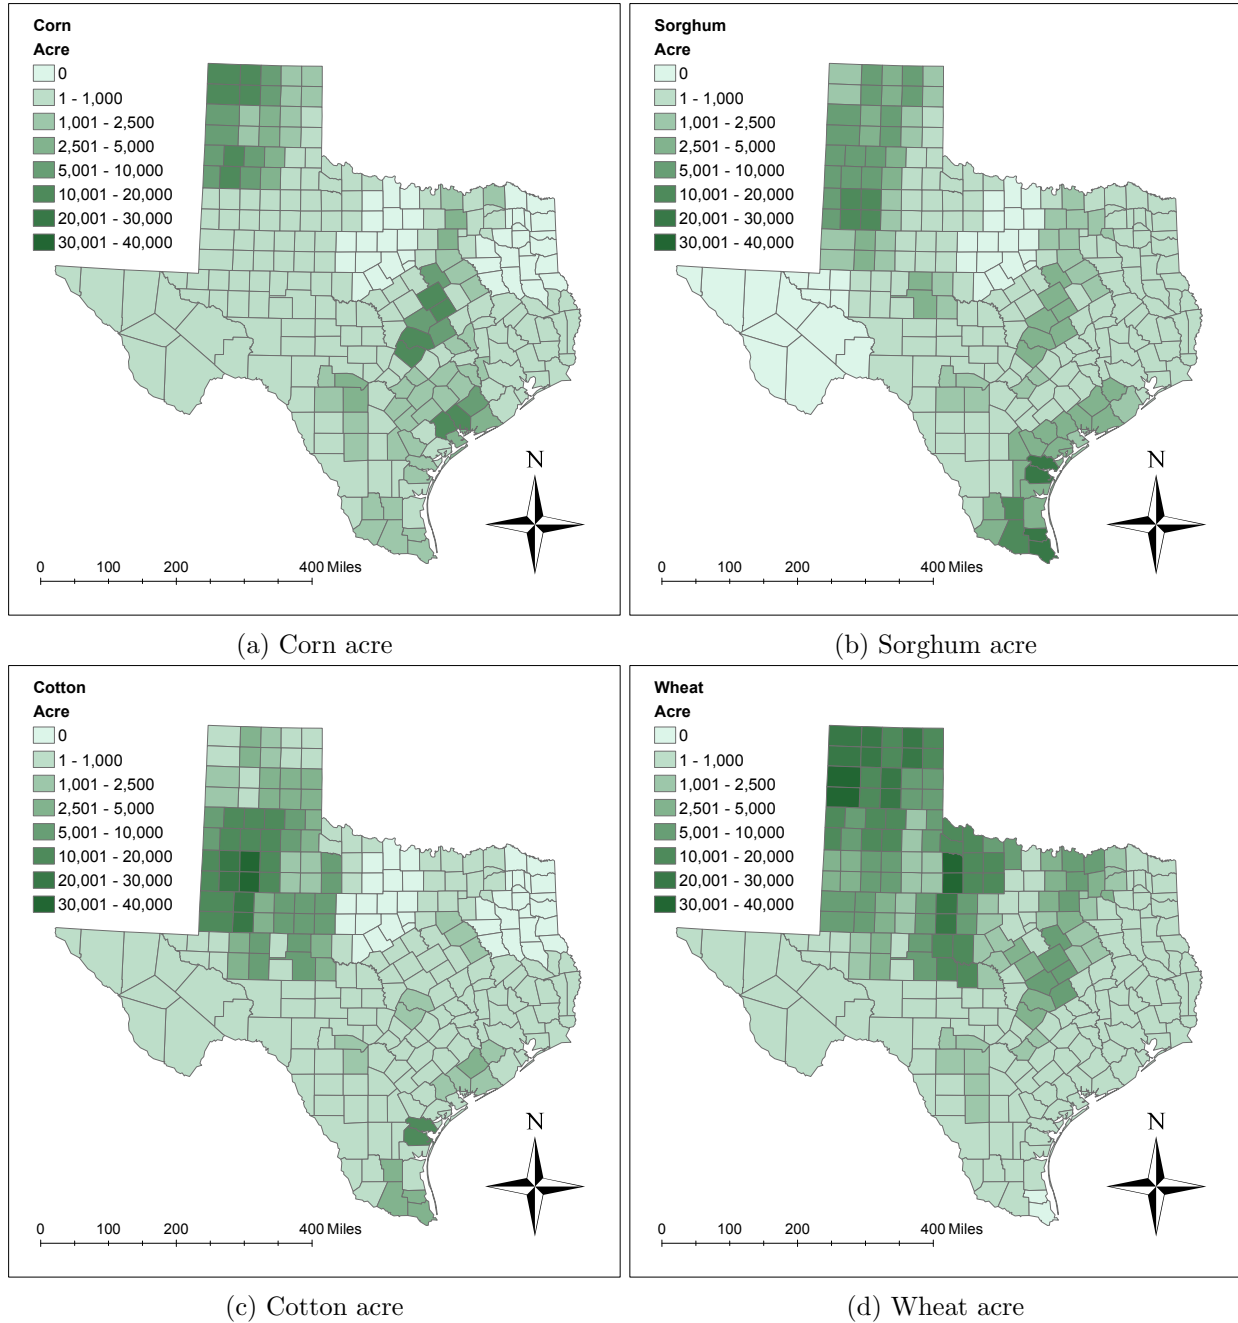 Corn
Acre
0
1 - 1,000
1,001 - 2,500
2,501 - 5,000
5,001 - 10,000
10,001 - 20,000
20,001 - 30,000
30,001 - 40,000
N
0 100 200 400 Miles
(a) Corn acre
Sorghum
Acre
0
1 - 1,000
1,001 - 2,500
2,501 - 5,000
5,001 - 10,000
10,001 - 20,000
20,001 - 30,000
30,001 - 40,000
N
0 100 200 400 Miles
(b) Sorghum acre
Cotton
Acre
0
1 - 1,000
1,001 - 2,500
2,501 - 5,000
5,001 - 10,000
10,001 - 20,000
20,001 - 30,000
30,001 - 40,000
N
0 100 200 400 Miles
(c) Cotton acre
Wheat
Acre
0
1 - 1,000
1,001 - 2,500
2,501 - 5,000
5,001 - 10,000
10,001 - 20,000
20,001 - 30,000
30,001 - 40,000
N
0 100 200 400 Miles
(d) Wheat acre